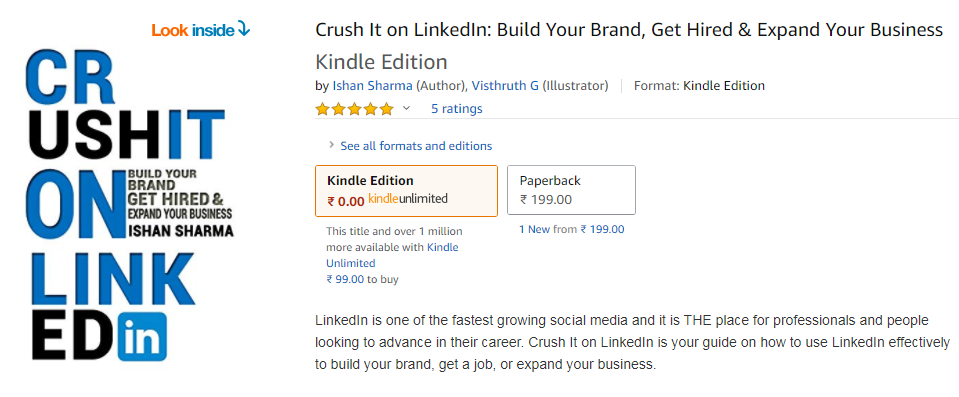 Look inside
CR
USHIT
ON
BUILD YOUR
BRAND
GET HIRED &
EXPAND YOUR BUSINESS
ISHAN SHARMA
LINK
ED in
Crush It on LinkedIn: Build Your Brand, Get Hired & Expand Your Business
Kindle Edition
by Ishan Sharma (Author), Visthruth G (Illustrator) Format: Kindle Edition
5 ratings
See all formats and editions
Kindle Edition
₹ 0.00 kindleunlimited
This title and over 1 million
more available with Kindle
Unlimited
₹ 99.00 to buy
Paperback
₹ 199.00
1 New from ₹ 199.00
LinkedIn is one of the fastest growing social media and it is THE place for professionals and people
looking to advance in their career. Crush It on LinkedIn is your guide on how to use LinkedIn effectively
to build your brand, get a job, or expand your business.